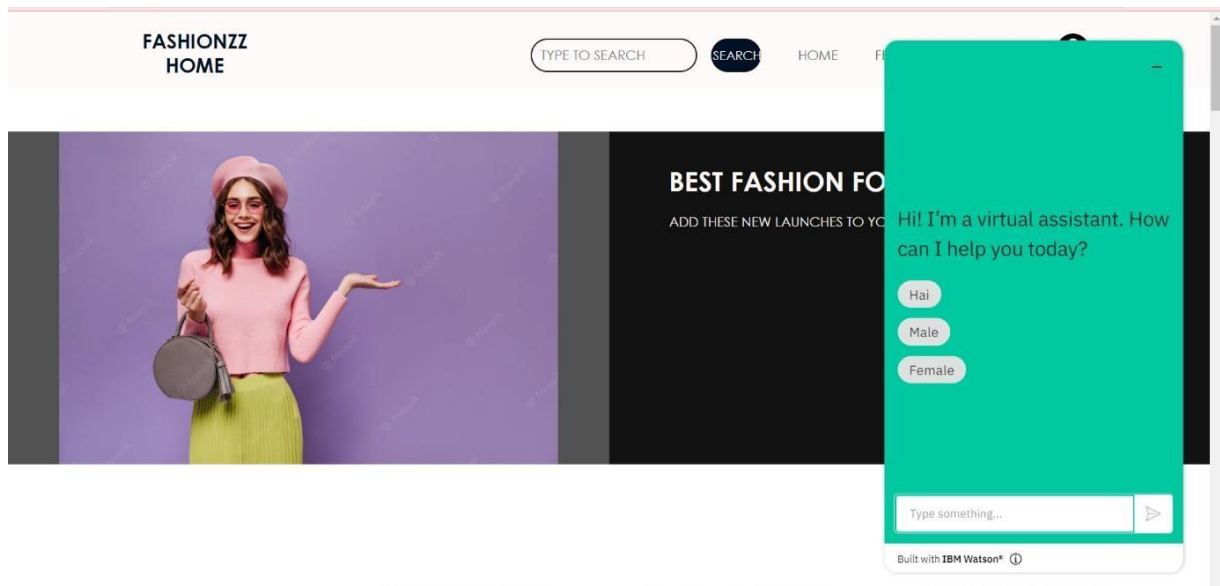 FASHIONZZ
HOME
TYPE TO SEARCH
SEARCH
HOME
BEST FASHION FO
ADD THESE NEW LAUNCHES TO YO
Hi! I'm a virtual assistant. How
can I help you today?
Hai
Male
Female
Type something...
Built with IBM Watson®